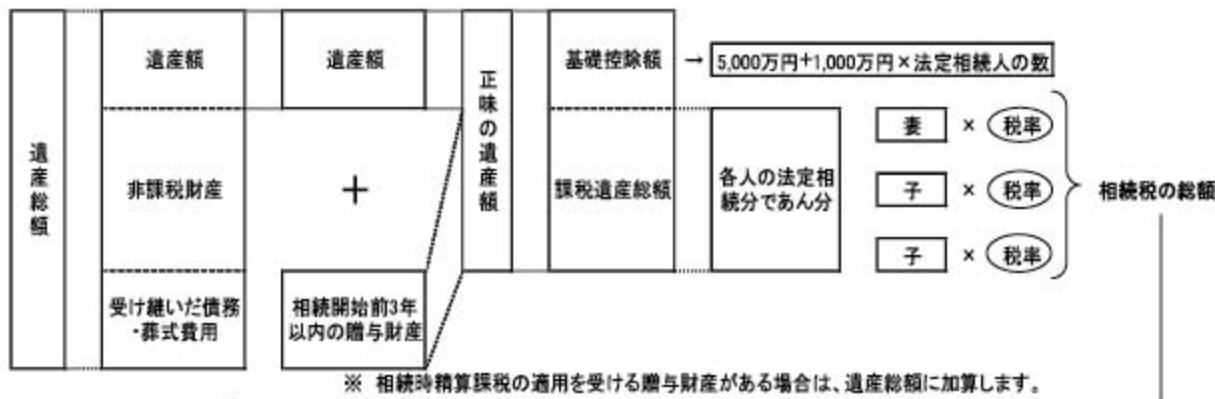 遺産総額
遺産額
非課税財産
受け継いだ債務
・葬式費用
遺産額
＋
相続開始前3年
以内の贈与財産
正味の遺産額
基礎控除額
→
5,000万円+1,000万円×法定相続人の数
課税遺産総額
各人の法定相
続分であん分
妻 × 税率
子 × 税率
子 × 税率
相続税の総額
※ 相続時精算課税の適用を受ける贈与財産がある場合は、遺産総額に加算します。